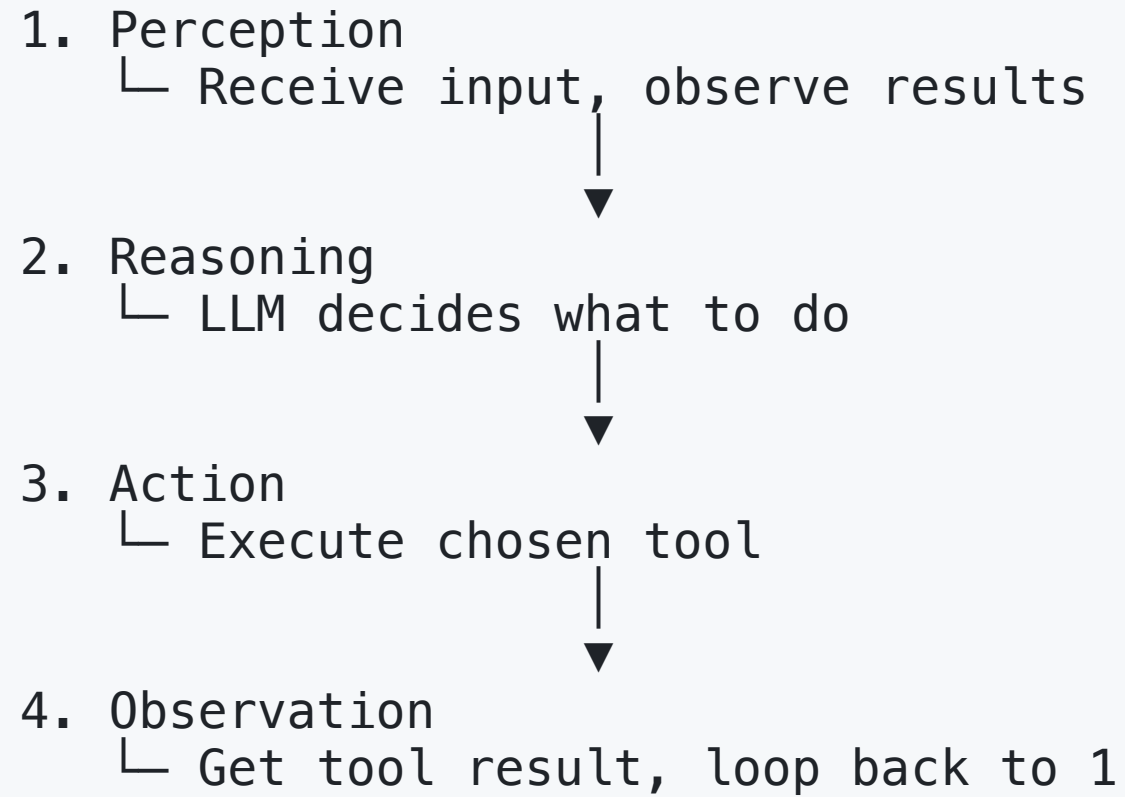 1. Perception
└─ Receive input, observe results
│
▼
2. Reasoning
└─ LLM decides what to do
│
▼
3. Action
└─ Execute chosen tool
│
▼
4. Observation
└─ Get tool result, loop back to 1